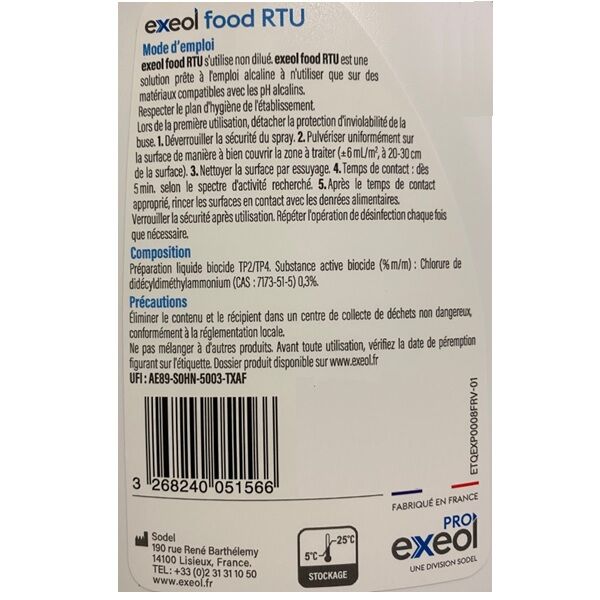 exeol food RTU
Mode d'emploi
exeol food RTU s'utilise non dilué. exeol food RTU est une
solution prête à l'emploi alcaline à n'utiliser que sur des
matériaux compatibles avec les pH alcalins.
Respecter le plan d'hygiène de l'établissement.
Lors de la première utilisation, détacher la protection d'inviolabilité de la
buse. 1. Déverrouiller la sécurité du spray. 2. Pulvériser uniformément sur
la surface de manière à bien couvrir la zone à traiter (±6 mL/m², à 20-30 cm
de la surface). 3. Nettoyer la surface par essuyage. 4. Temps de contact : dès
5 min. selon le spectre d'activité recherché. 5. Après le temps de contact
approprié, rincer les surfaces en contact avec les denrées alimentaires.
Verrouiller la sécurité après utilisation. Répéter l'opération de désinfection chaque fois
que nécessaire.
Composition
Préparation liquide biocide TP2/TP4. Substance active biocide (% m/m) : Chlorure de
didécyldiméthylammonium (CAS : 7173-51-5) 0,3%.
Précautions
Éliminer le contenu et le récipient dans un centre de collecte de déchets non dangereux,
conformément à la réglementation locale.
Ne pas mélanger à d'autres produits. Avant toute utilisation, vérifiez la date de péremption
figurant sur l'étiquette. Dossier produit disponible sur www.exeol.fr
UFI : AE89-S0HN-5003-TXAF
3 268240 051566
ETQEXP0008FRV-01
FABRIQUÉ EN FRANCE
PRO
exeol
UNE DIVISION SODEL
Sodel
190 rue René Barthélemy
14100 Lisieux, France.
TEL: +33 (0)2 31 31 10 50
www.exeol.fr
5°C
25°C
STOCKAGE